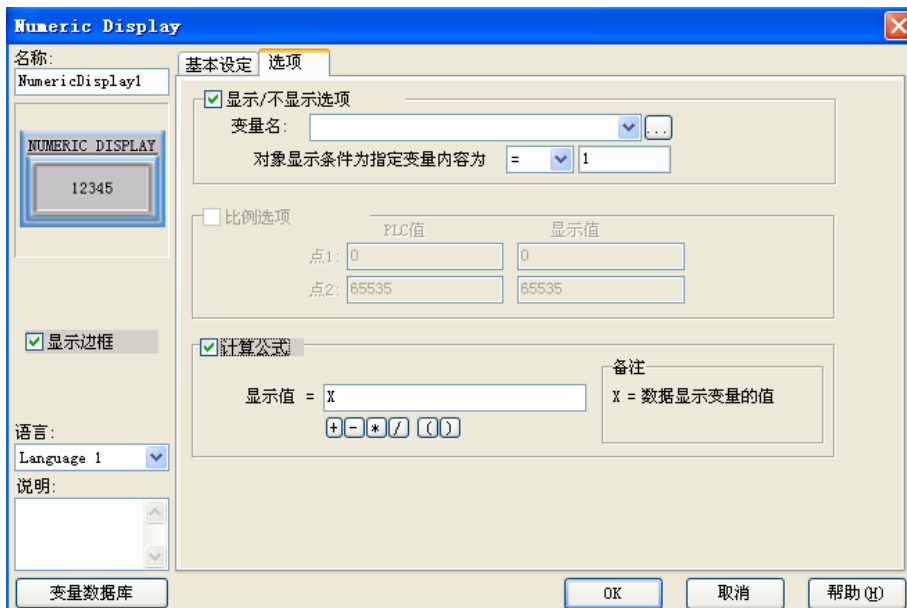 Numeric Display
名称:
NumericDisplay1
NUMERIC DISPLAY
12345
显示边框
语言:
Language 1
说明:
变量数据库
基本设定 选项
显示/不显示选项
变量名: ...
对象显示条件为指定变量内容为 = 1
比例选项
PLC值 显示值
点1: 0 0
点2: 65535 65535
计算公式
显示值 = X
+ - * / ( )
备注
X = 数据显示变量的值
OK 取消 帮助(H)